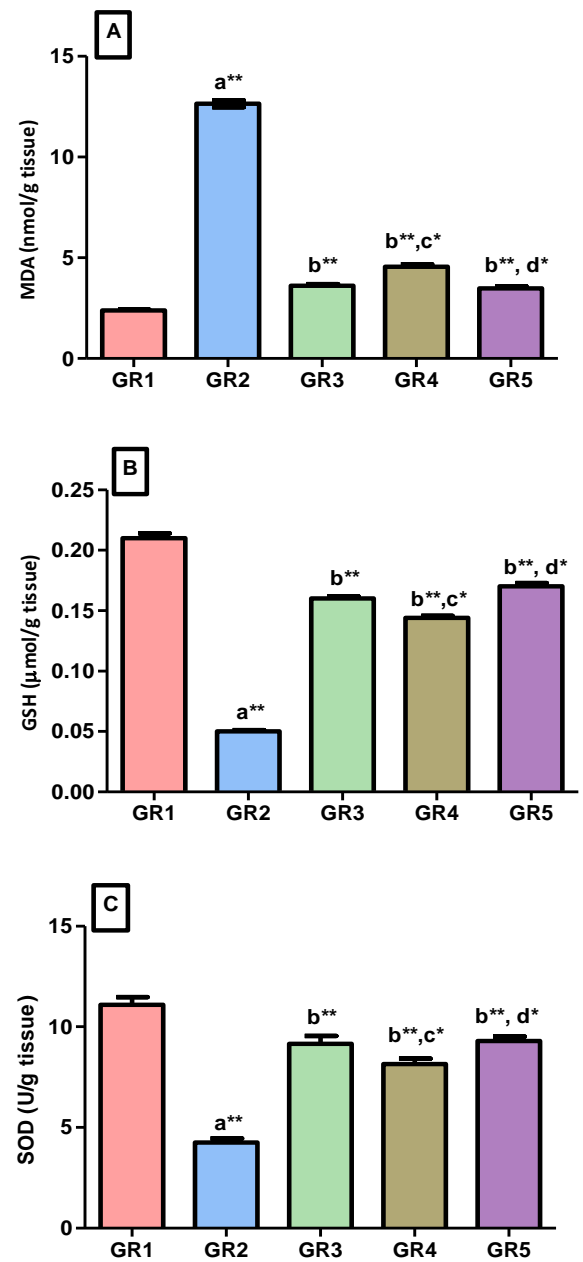 A
15
a**
10
MDA (nmol/g tissue)
b**,c*
b**
b**, d*
5
0
GR1 GR2 GR3 GR4 GR5
B
0.25
0.20
b**, d*
b**
b**,c*
0.15
GSH (µmol/g tissue)
0.10
a**
0.05
0.00
GR1 GR2 GR3 GR4 GR5
C
15
b**
b**, d*
b**,c*
10
SOD (U/g tissue)
5
a**
0
GR1 GR2 GR3 GR4 GR5